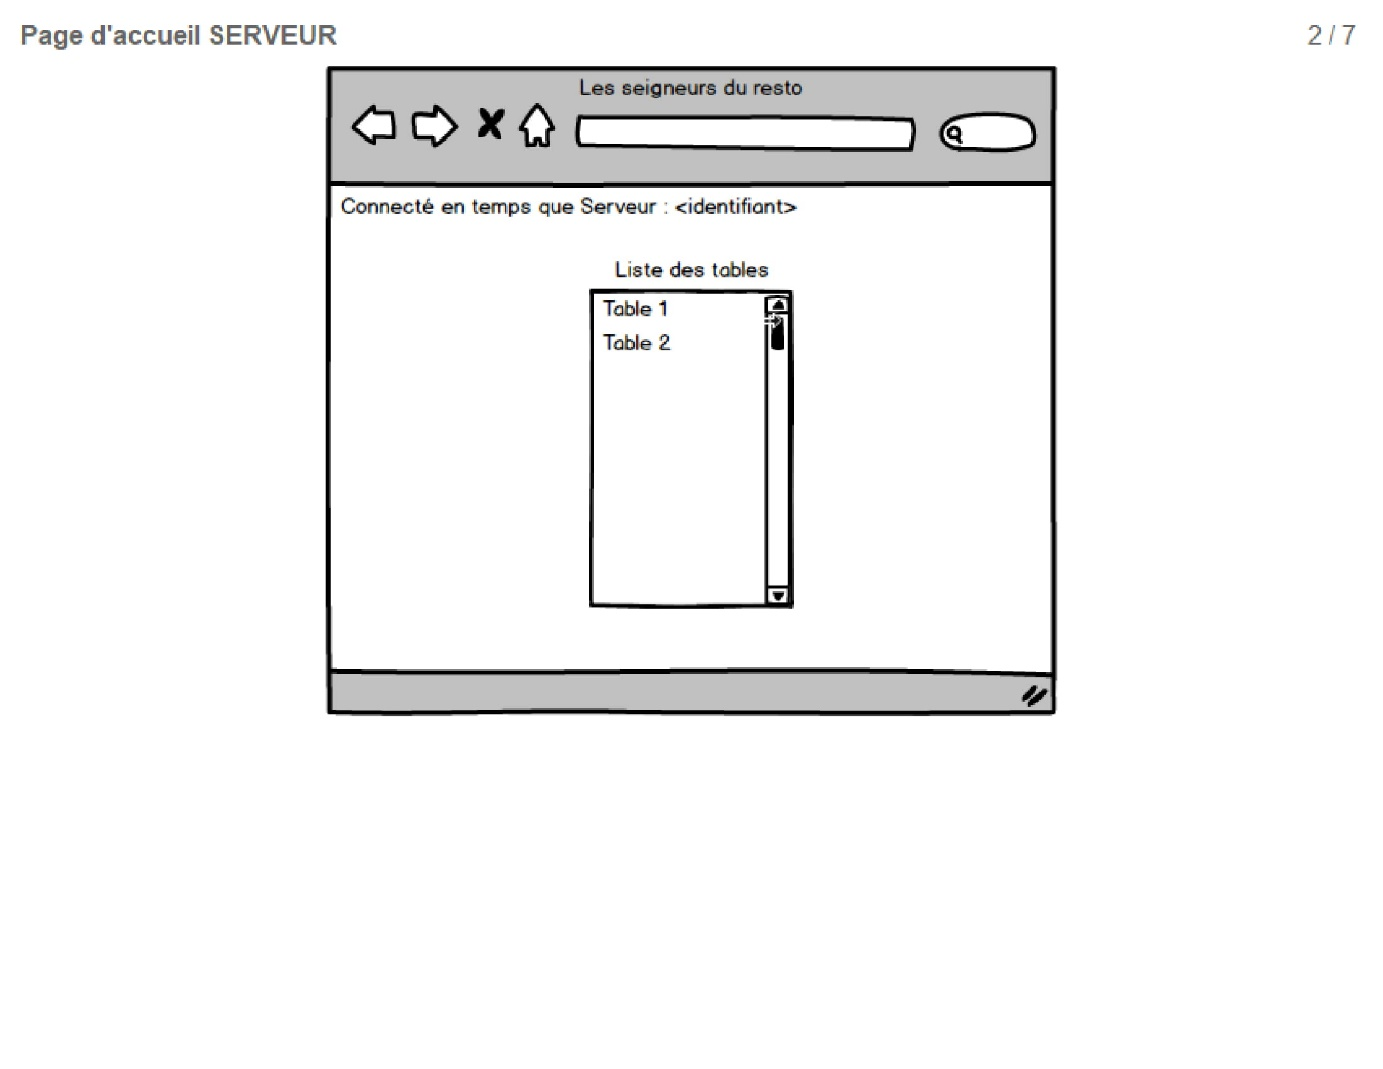 Page d'accueil SERVEUR
2 / 7
Les seigneurs du resto
Connecté en temps que Serveur : <identifiant>
Liste des tables
Table 1
Table 2